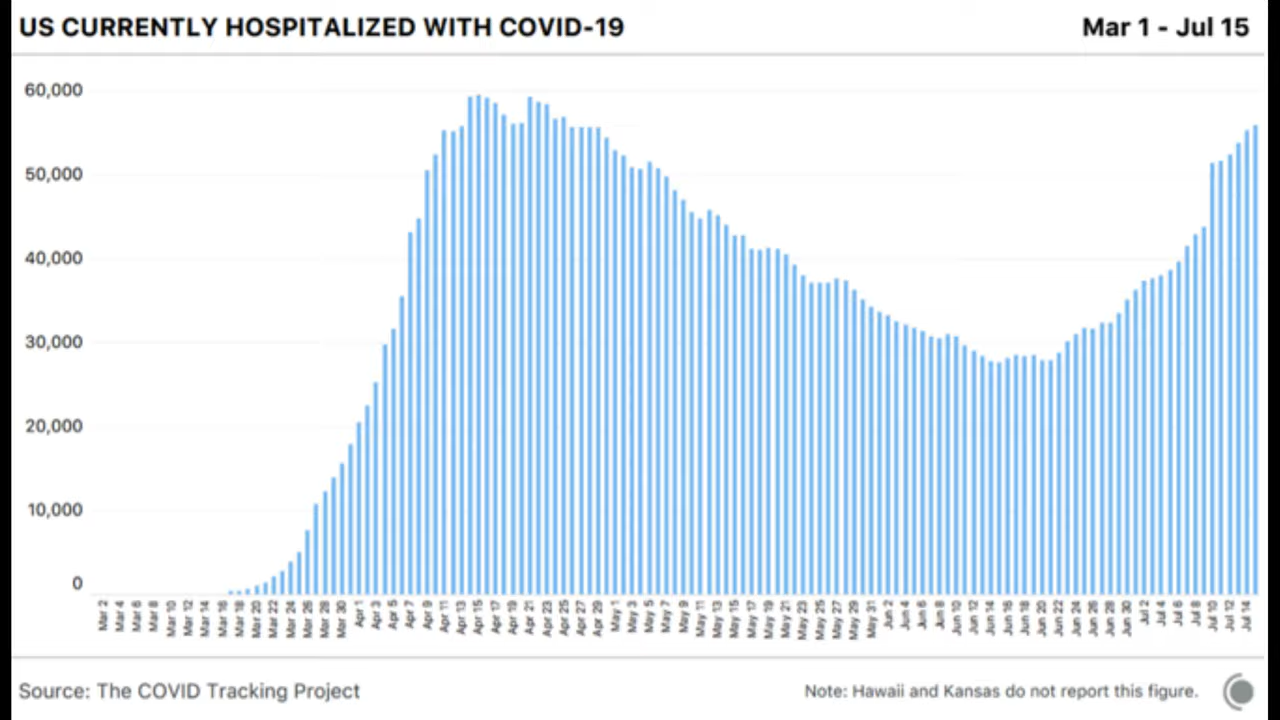 US CURRENTLY HOSPITALIZED WITH COVID-19
Mar 1 - Jul 15
60,000
50,000
40,000
30,000
20,000
10,000
0
Mar 2
Mar 4
Mar 6
Mar 8
Mar 10
Mar 12
Mar 14
Mar 16
Mar 18
Mar 20
Mar 22
Mar 24
Mar 26
Mar 28
Mar 30
Apr 1
Apr 3
Apr 5
Apr 7
Apr 9
Apr 11
Apr 13
Apr 15
Apr 17
Apr 19
Apr 21
Apr 23
Apr 25
Apr 27
Apr 29
May 1
May 3
May 5
May 7
May 9
May 11
May 13
May 15
May 17
May 19
May 21
May 23
May 25
May 27
May 29
May 31
Jun 2
Jun 4
Jun 6
Jun 8
Jun 10
Jun 12
Jun 14
Jun 16
Jun 18
Jun 20
Jun 22
Jun 24
Jun 26
Jun 28
Jun 30
Jul 2
Jul 4
Jul 6
Jul 8
Jul 10
Jul 12
Jul 14
Source: The COVID Tracking Project
Note: Hawaii and Kansas do not report this figure.